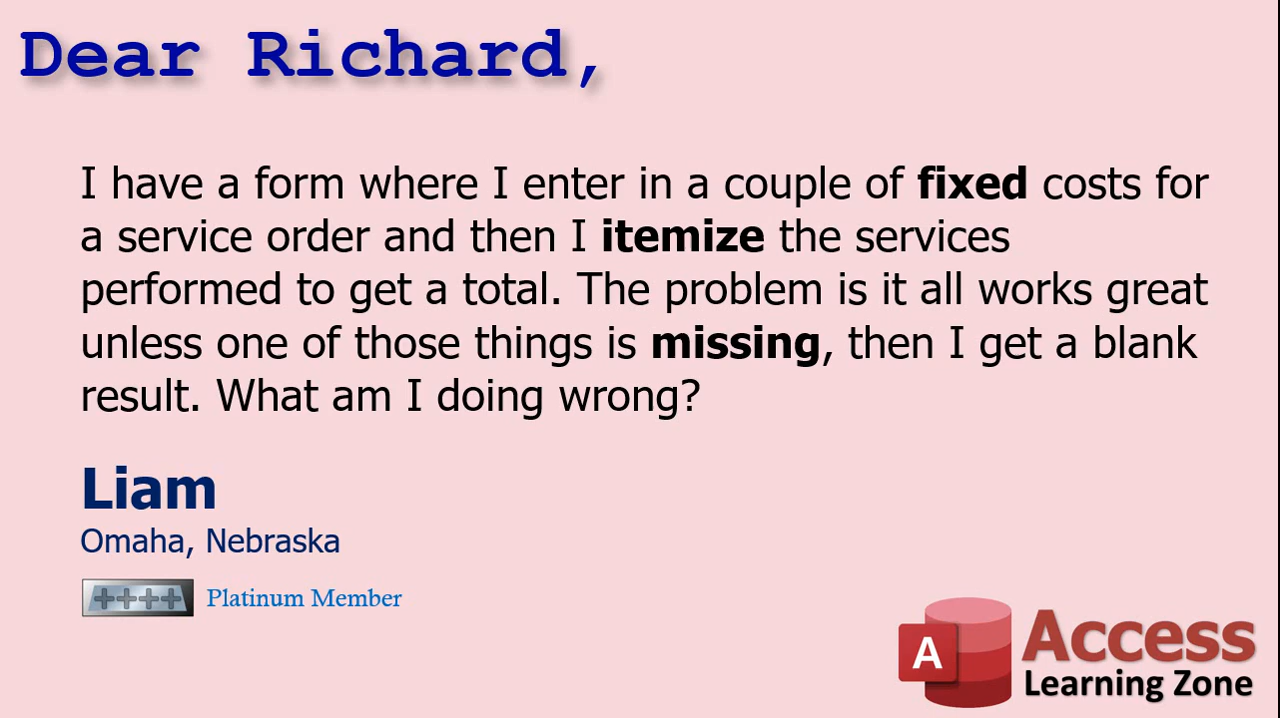 Dear Richard,
I have a form where I enter in a couple of fixed costs for
a service order and then I itemize the services
performed to get a total. The problem is it all works great
unless one of those things is missing, then I get a blank
result. What am I doing wrong?
Liam
Omaha, Nebraska
++++ Platinum Member
A Access
Learning Zone